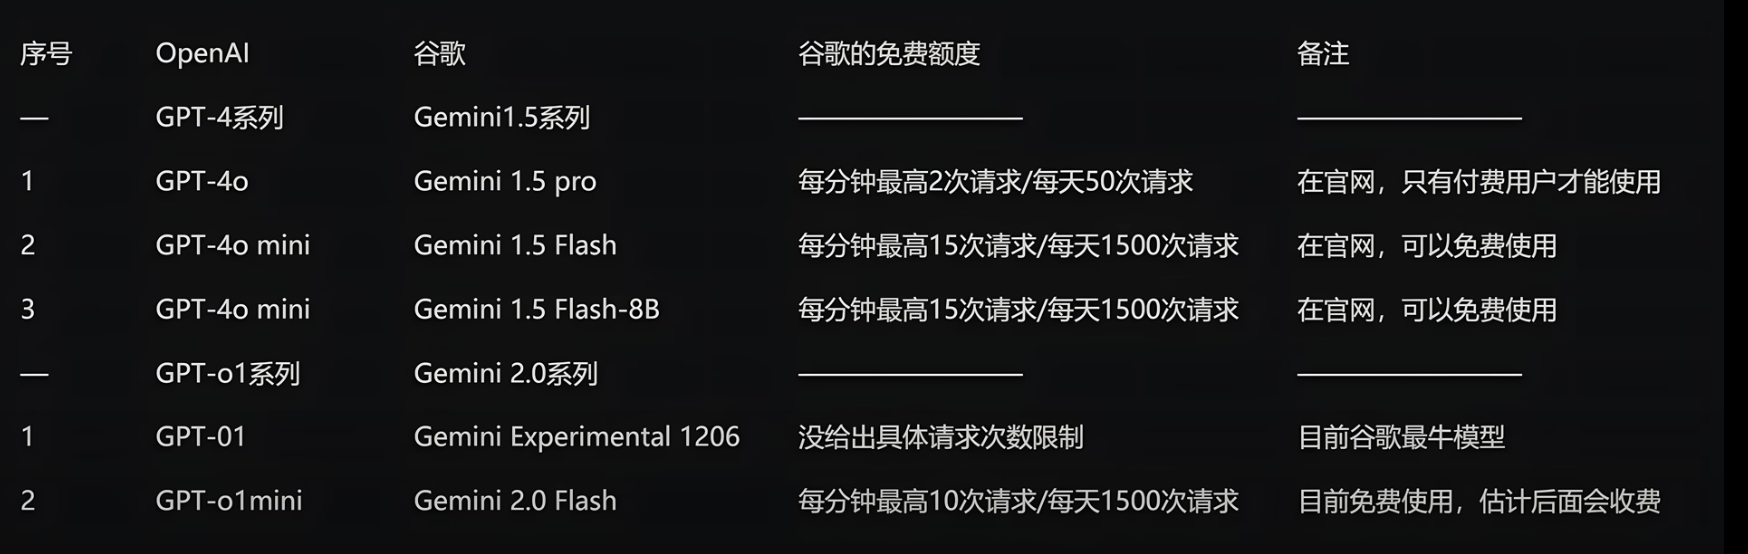 序号 OpenAI 谷歌 谷歌的免费额度 备注
— GPT-4系列 Gemini1.5系列 ———————— ————————
1 GPT-4o Gemini 1.5 pro 每分钟最高2次请求/每天50次请求 在官网，只有付费用户才能使用
2 GPT-4o mini Gemini 1.5 Flash 每分钟最高15次请求/每天1500次请求 在官网，可以免费使用
3 GPT-4o mini Gemini 1.5 Flash-8B 每分钟最高15次请求/每天1500次请求 在官网，可以免费使用
— GPT-o1系列 Gemini 2.0系列 ———————— ————————
1 GPT-01 Gemini Experimental 1206 没给出具体请求次数限制 目前谷歌最牛模型
2 GPT-o1mini Gemini 2.0 Flash 每分钟最高10次请求/每天1500次请求 目前免费使用，估计后面会收费